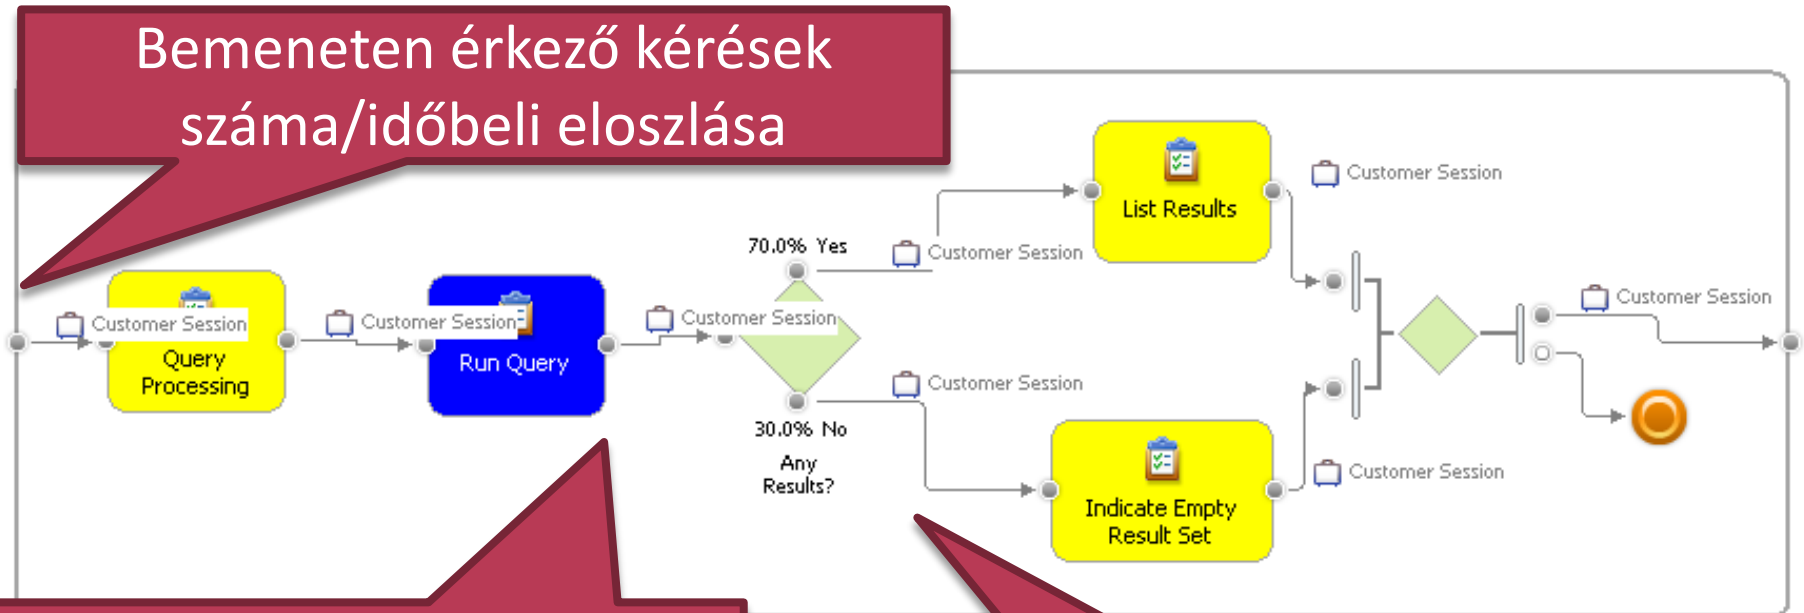 Bemeneten érkező kérések
száma/időbeli eloszlása
Customer Session
List Results
70.0% Yes
Customer Session
Customer Session
Customer Session
Customer Session
Customer Session
Query
Processing
Run Query
Customer Session
30.0% No
Any
Results?
Customer Session
Indicate Empty
Result Set